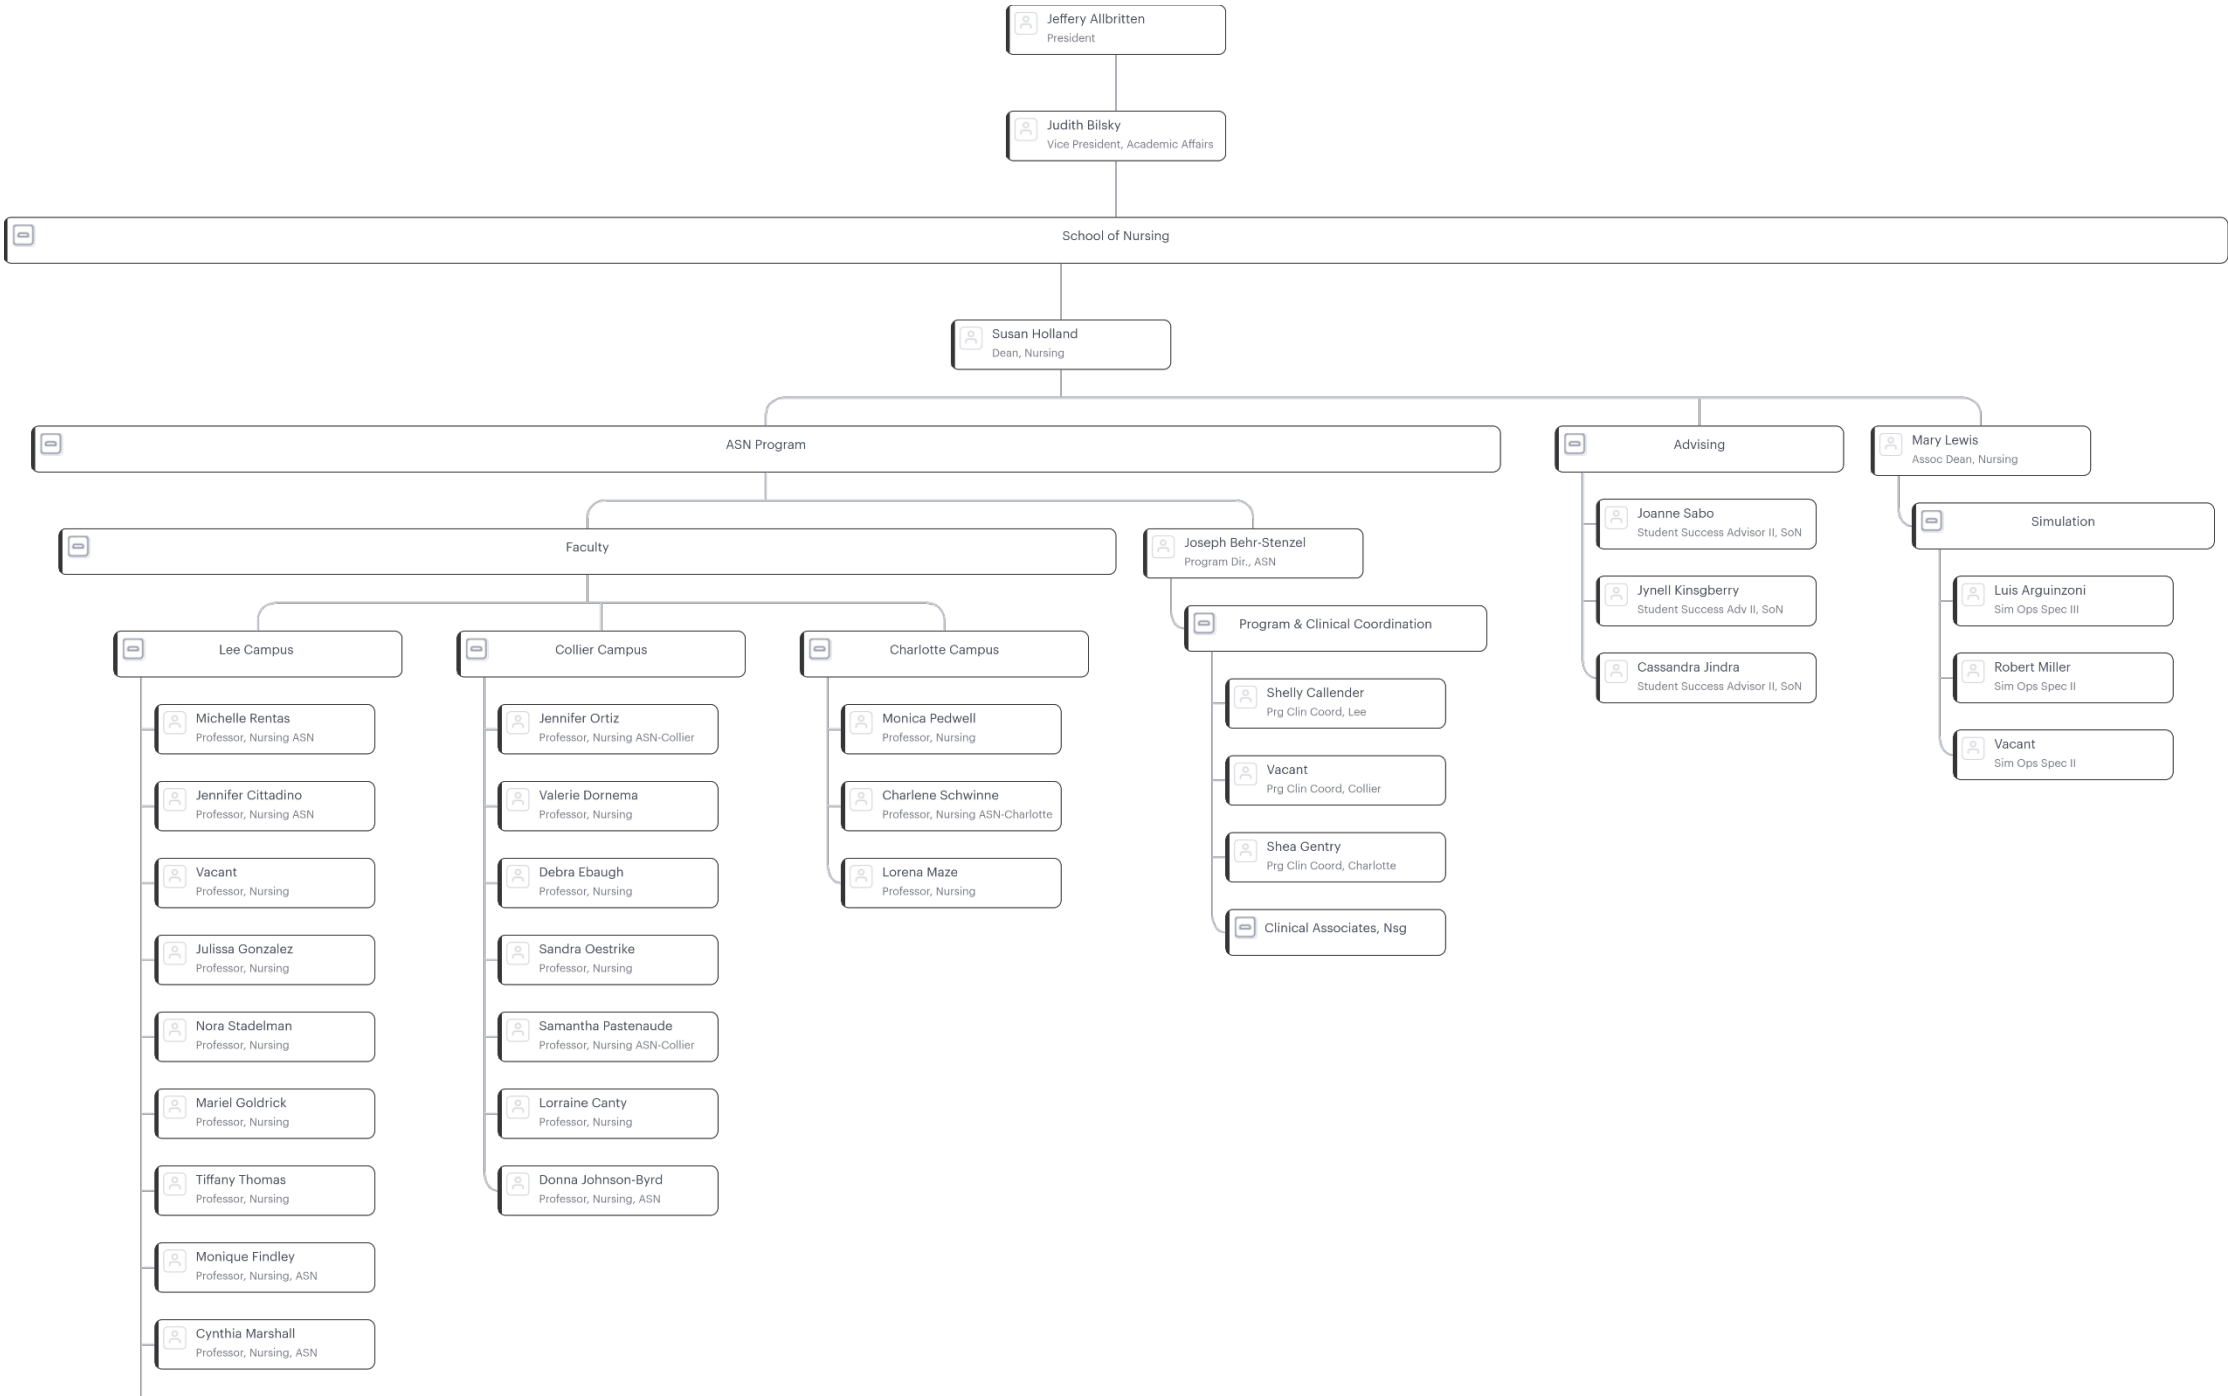 Jeffery Allbritten
President
Judith Bilsky
Vice President, Academic Affairs
School of Nursing
Susan Holland
Dean, Nursing
ASN Program
Faculty
Lee Campus
Michelle Rentas
Professor, Nursing ASN
Jennifer Cittadino
Professor, Nursing ASN
Vacant
Professor, Nursing
Julissa Gonzalez
Professor, Nursing
Nora Stadelman
Professor, Nursing
Mariel Goldrick
Professor, Nursing
Tiffany Thomas
Professor, Nursing
Monique Findley
Professor, Nursing, ASN
Cynthia Marshall
Professor, Nursing, ASN
Collier Campus
Jennifer Ortiz
Professor, Nursing ASN-Collier
Valerie Dornema
Professor, Nursing
Debra Ebaugh
Professor, Nursing
Sandra Oestrike
Professor, Nursing
Samantha Pastenaude
Professor, Nursing ASN-Collier
Lorraine Canty
Professor, Nursing
Donna Johnson-Byrd
Professor, Nursing, ASN
Charlotte Campus
Monica Pedwell
Professor, Nursing
Charlene Schwinne
Professor, Nursing ASN-Charlotte
Lorena Maze
Professor, Nursing
Joseph Behr-Stenzel
Program Dir., ASN
Program & Clinical Coordination
Shelly Callender
Prg Clin Coord, Lee
Vacant
Prg Clin Coord, Collier
Shea Gentry
Prg Clin Coord, Charlotte
Clinical Associates, Nsg
Advising
Joanne Sabo
Student Success Advisor II, SoN
Jynell Kinsgberry
Student Success Adv II, SoN
Cassandra Jindra
Student Success Advisor II, SoN
Mary Lewis
Assoc Dean, Nursing
Simulation
Luis Arguinzoni
Sim Ops Spec III
Robert Miller
Sim Ops Spec II
Vacant
Sim Ops Spec II